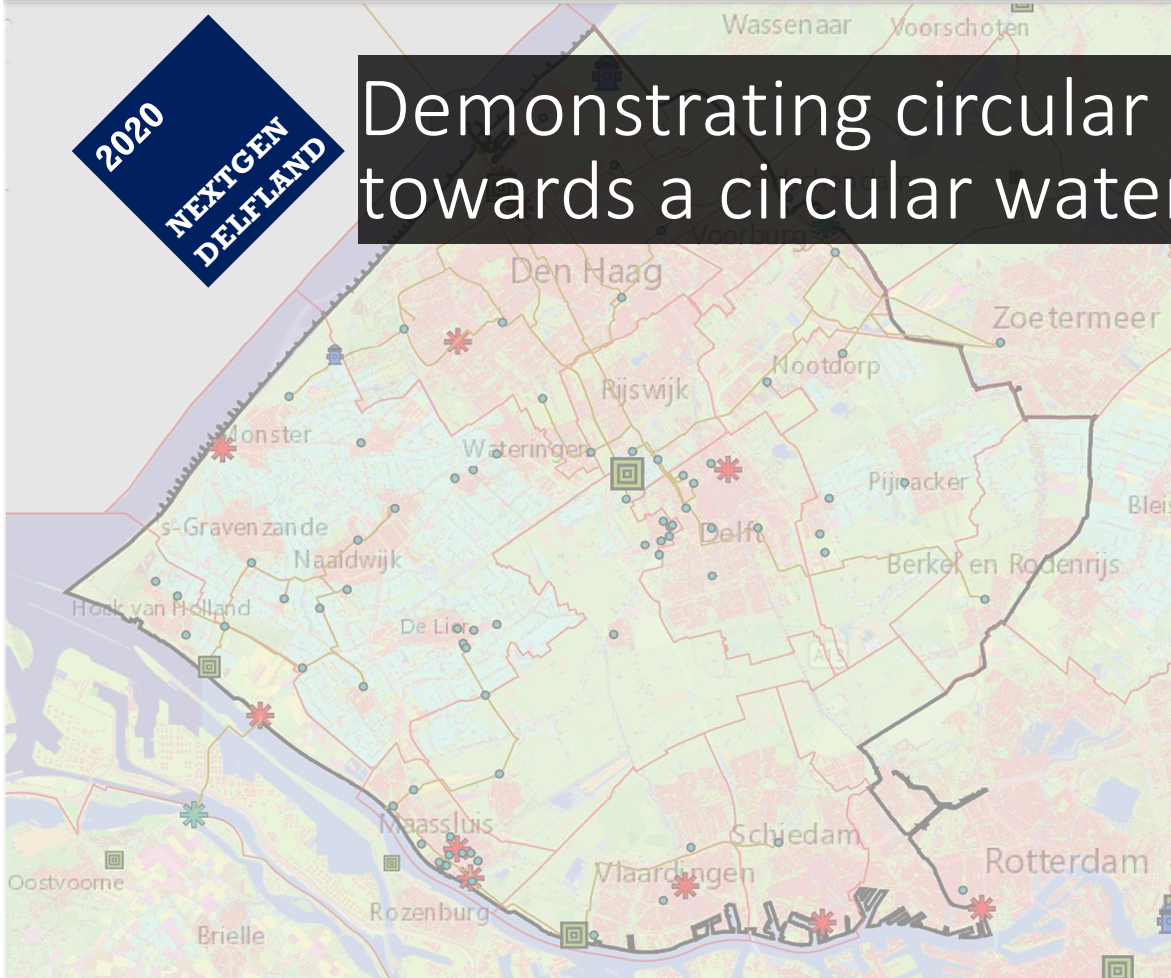 Wassenaar
Voorschoten
2020
NEXTGEN
DELFLAND
Demonstrating circular
towards a circular wate
Voorburg
Den Haag
Zoetermeer
Nootdorp
Rijswijk
Monster
Wateringen
Pijnacker
Bleis
s-Gravenzande
Delft
Naaldwijk
Berkel en Rodenrijs
Hoek van Holland
De Lier
Maassluis
Schiedam
Rotterdam
Vlaardingen
Oostvoorne
Rozenburg
Brielle